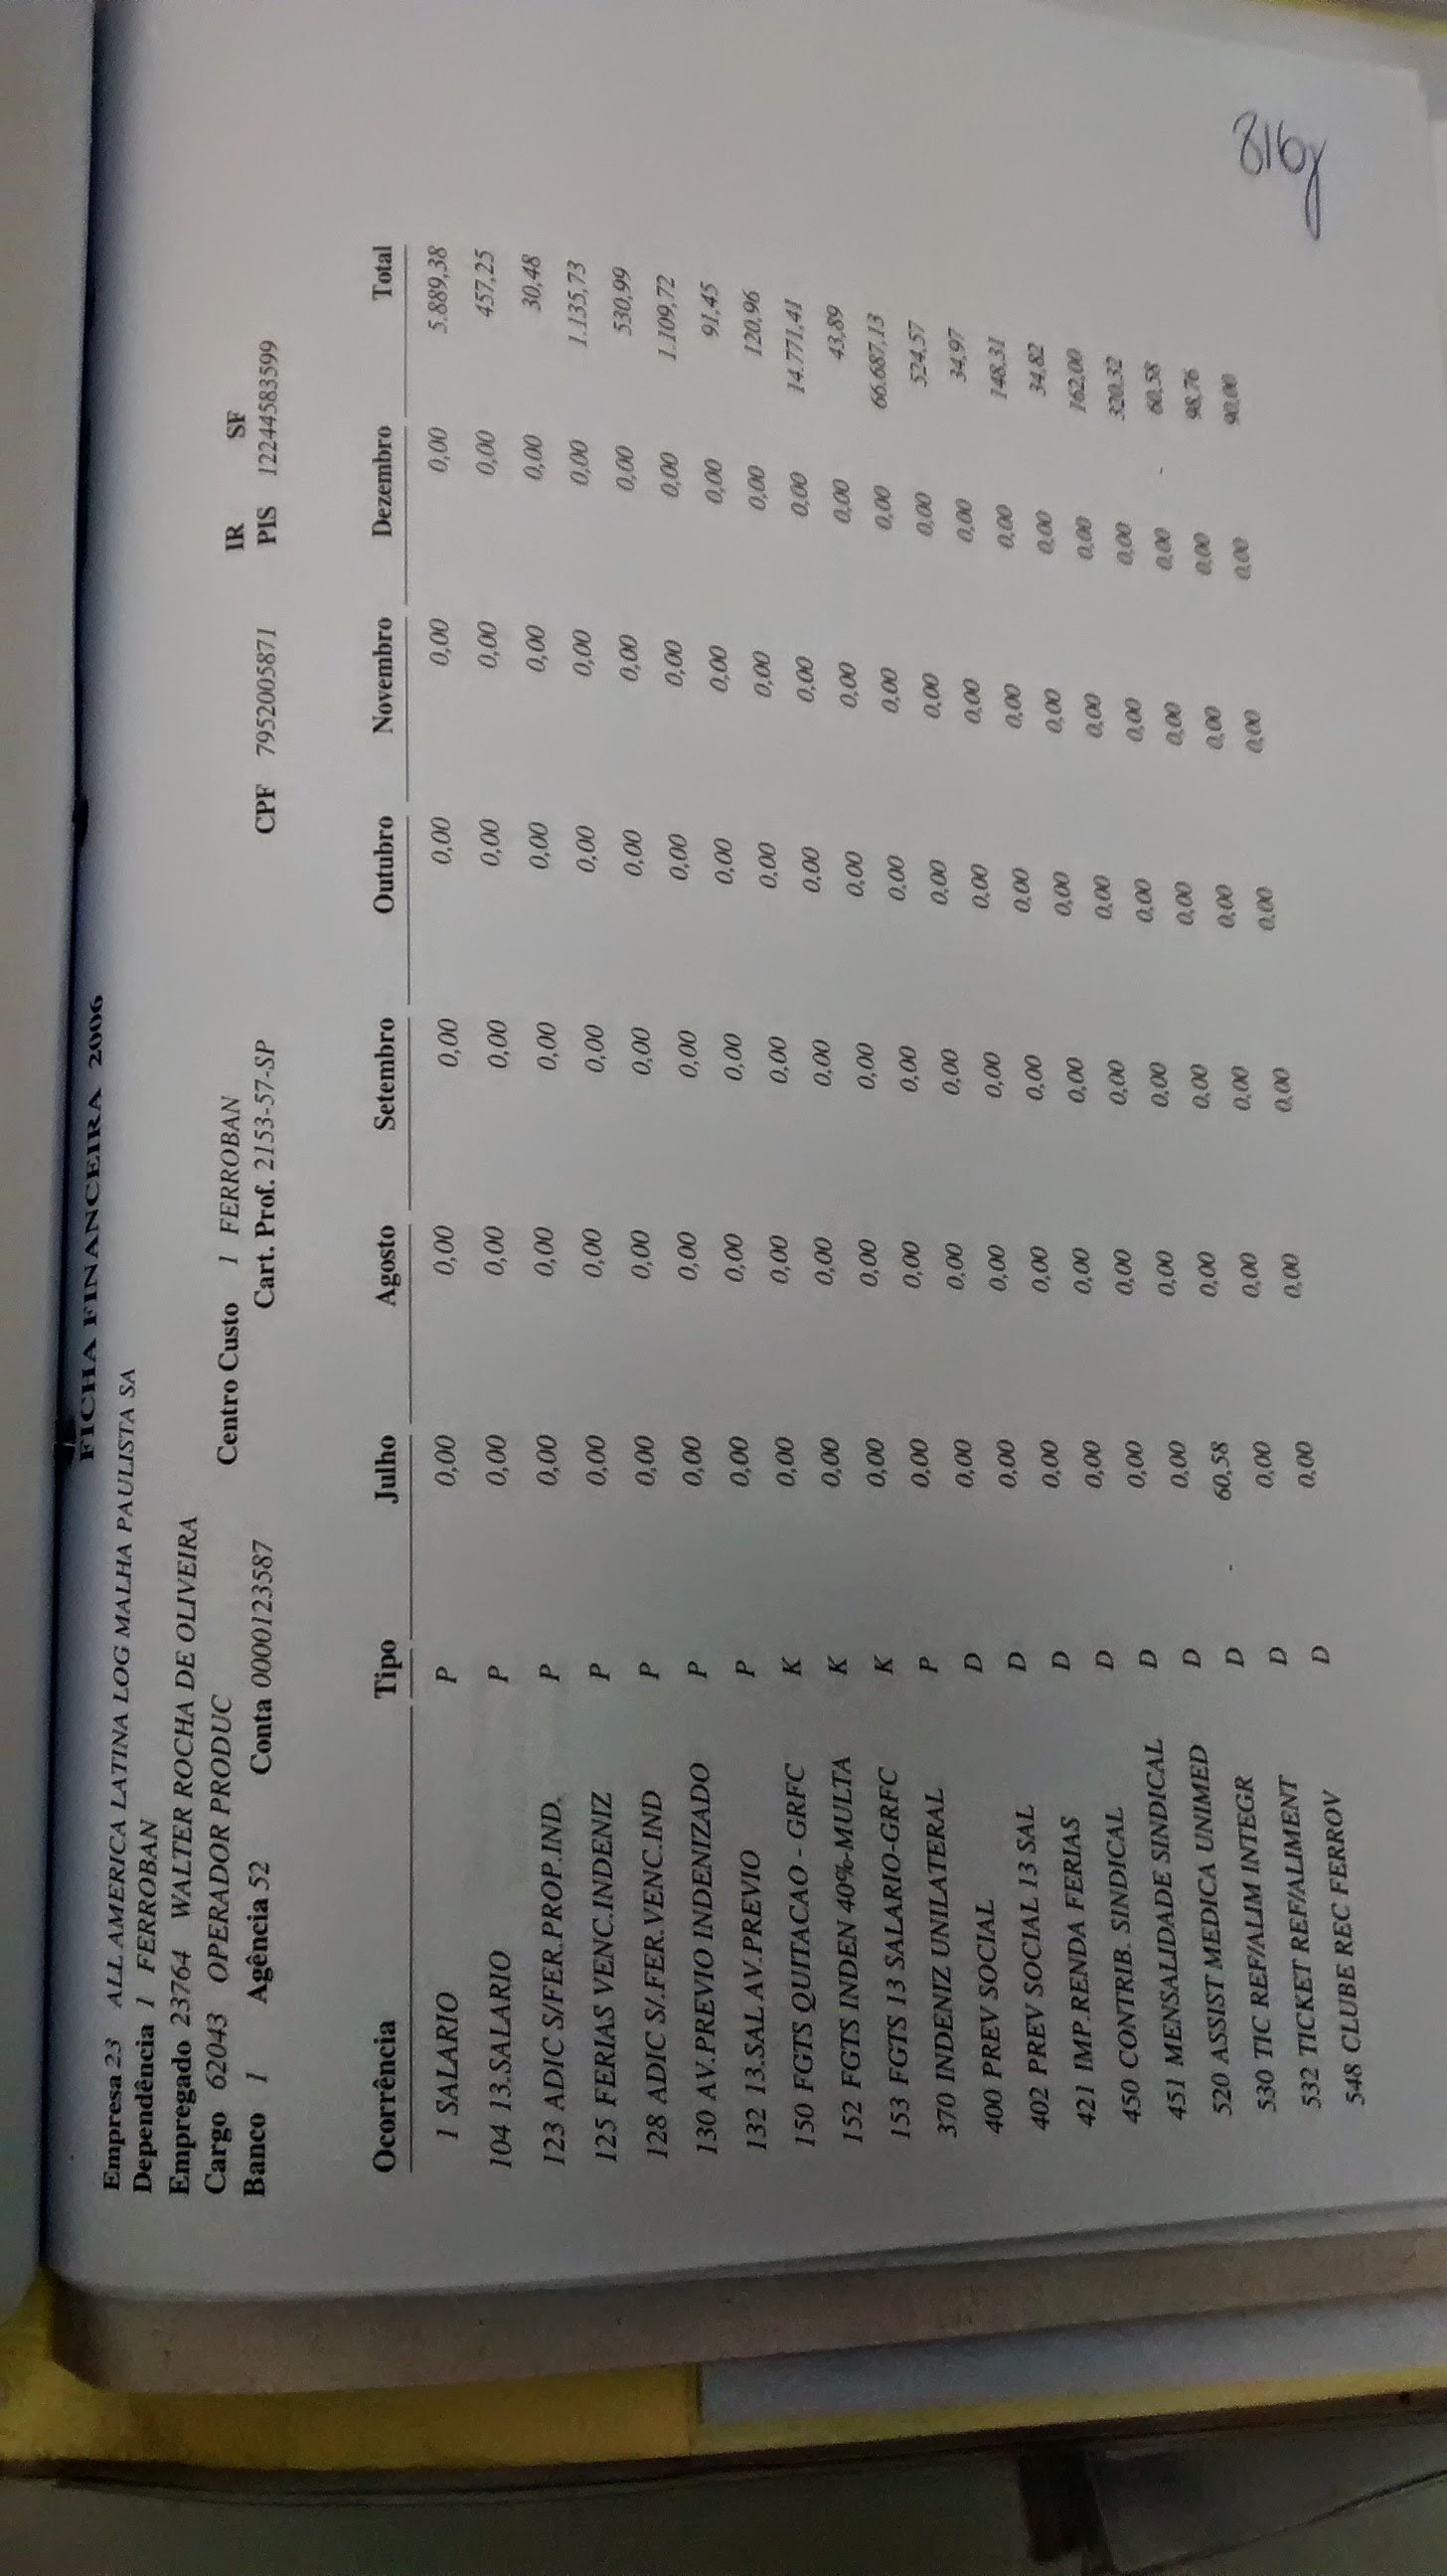 FICHA FINANCEIRA 2006
Empresa 23 ALL AMERICA LATINA LOG MALHA PAULISTA SA
Dependência 1 FERROBAN
Empregado 23764 WALTER ROCHA DE OLIVEIRA
Cargo 62043 OPERADOR PRODUC Centro Custo 1 FERROBAN IR SF
Banco 1 Agência 52 Conta 0000123587 Cart. Prof. 2153-57-SP CPF 7952005871 PIS 12244583599
Ocorrência Tipo Julho Agosto Setembro Outubro Novembro Dezembro Total
1 SALARIO P 0,00 0,00 0,00 0,00 0,00 0,00 5.889,38
104 13.SALARIO P 0,00 0,00 0,00 0,00 0,00 0,00 457,25
123 ADIC S/FER.PROP.IND. P 0,00 0,00 0,00 0,00 0,00 0,00 30,48
125 FERIAS VENC.INDENIZ P 0,00 0,00 0,00 0,00 0,00 0,00 1.135,73
128 ADIC S/.FER.VENC.IND P 0,00 0,00 0,00 0,00 0,00 0,00 530,99
130 AV.PREVIO INDENIZADO P 0,00 0,00 0,00 0,00 0,00 0,00 1.109,72
132 13.SAL AV.PREVIO P 0,00 0,00 0,00 0,00 0,00 0,00 91,45
150 FGTS QUITACAO - GRFC K 0,00 0,00 0,00 0,00 0,00 0,00 120,96
152 FGTS INDEN 40%-MULTA K 0,00 0,00 0,00 0,00 0,00 0,00 14.771,41
153 FGTS 13 SALARIO-GRFC K 0,00 0,00 0,00 0,00 0,00 0,00 43,89
370 INDENIZ UNILATERAL P 0,00 0,00 0,00 0,00 0,00 0,00 66.687,13
400 PREV SOCIAL D 0,00 0,00 0,00 0,00 0,00 0,00 524,57
402 PREV SOCIAL 13 SAL D 0,00 0,00 0,00 0,00 0,00 0,00 34,97
421 IMP.RENDA FERIAS D 0,00 0,00 0,00 0,00 0,00 0,00 148,31
450 CONTRIB. SINDICAL D 0,00 0,00 0,00 0,00 0,00 0,00 34,82
451 MENSALIDADE SINDICAL D 0,00 0,00 0,00 0,00 0,00 0,00 162,00
520 ASSIST MEDICA UNIMED D 0,00 0,00 0,00 0,00 0,00 0,00 320,32
530 TIC REF/ALIM INTEGR D 60,58 0,00 0,00 0,00 0,00 0,00 60,58
532 TICKET REF/ALIMENT D 0,00 0,00 0,00 0,00 0,00 0,00 98,76
548 CLUBE REC FERROV D 0,00 0,00 0,00 0,00 0,00 0,00 90,00
816